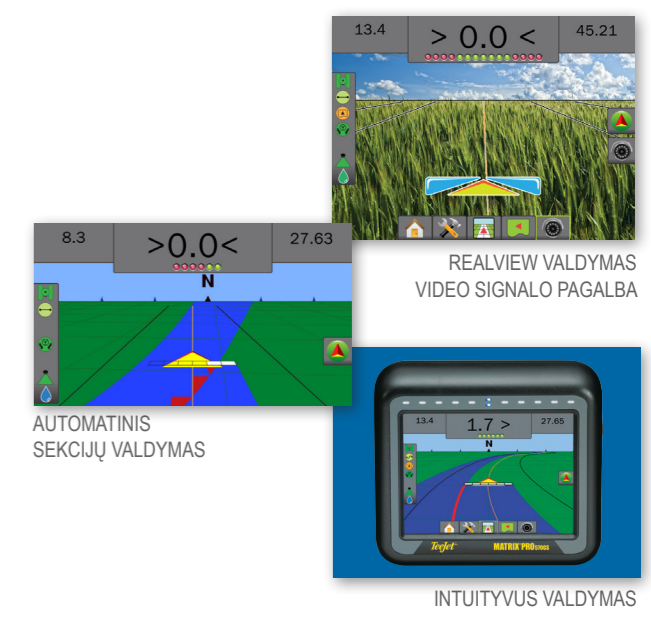 13.4
> 0.0 <
45.21
REALVIEW VALDYMAS
VIDEO SIGNALO PAGALBA
8.3
>0.0<
27.63
N
AUTOMATINIS
SEKCIJŲ VALDYMAS
13.4
1.7 >
27.65
N
TeeJet
MATRIX PRO 570GS
INTUITYVUS VALDYMAS